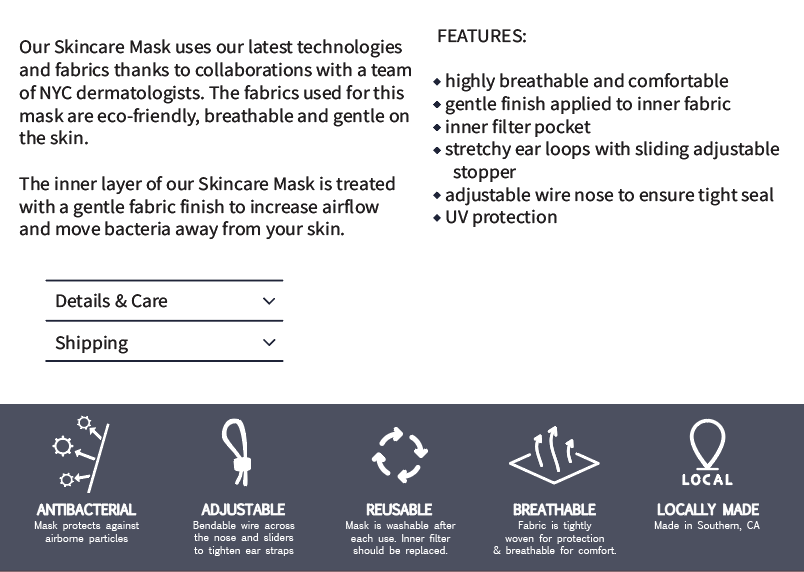 Our Skincare Mask uses our latest technologies
and fabrics thanks to collaborations with a team
of NYC dermatologists. The fabrics used for this
mask are eco-friendly, breathable and gentle on
the skin.
The inner layer of our Skincare Mask is treated
with a gentle fabric finish to increase airflow
and move bacteria away from your skin.
FEATURES:
◆ highly breathable and comfortable
◆ gentle finish applied to inner fabric
◆ inner filter pocket
◆ stretchy ear loops with sliding adjustable
stopper
◆ adjustable wire nose to ensure tight seal
◆ UV protection
Details & Care
Shipping
ANTIBACTERIAL
Mask protects against
airborne particles
ADJUSTABLE
Bendable wire across
the nose and sliders
to tighten ear straps
REUSABLE
Mask is washable after
each use. Inner filter
should be replaced.
BREATHABLE
Fabric is tightly
woven for protection
& breathable for comfort.
LOCAL
LOCALLY MADE
Made in Southern, CA